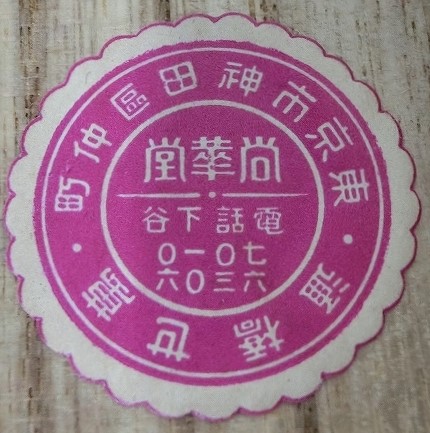 東京市神田區仲町
萬世橋通
尚華堂
電話下谷
七〇一〇
六三〇六